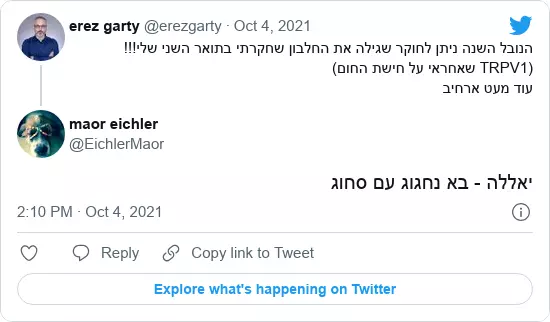 erez garty @erezgarty · Oct 4, 2021
הנובל השנה ניתן לחוקר שגילה את החלבון שחקרתי בתואר השני שלי!!!
(TRPV1 שאחראי על חישת החום)
עוד מעט ארחיב
maor eichler
@EichlerMaor
יאללה - בא נחגוג עם סחוג
2:10 PM · Oct 4, 2021
Reply
Copy link to Tweet
Explore what's happening on Twitter